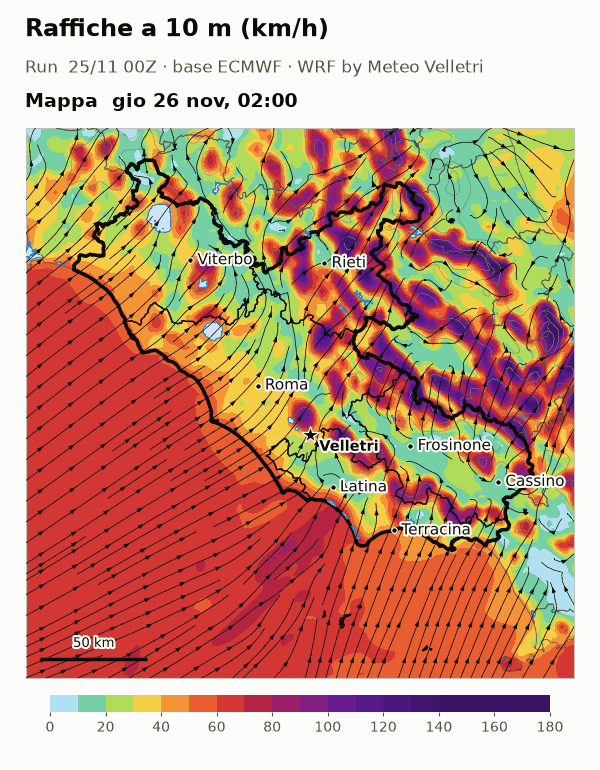 Raffiche a 10 m (km/h)
Run 25/11 00Z · base ECMWF · WRF by Meteo Velletri
Mappa gio 26 nov, 02:00
Viterbo
Rieti
Roma
Velletri
Frosinone
Latina
Cassino
Terracina
50 km
0 20 40 60 80 100 120 140 160 180